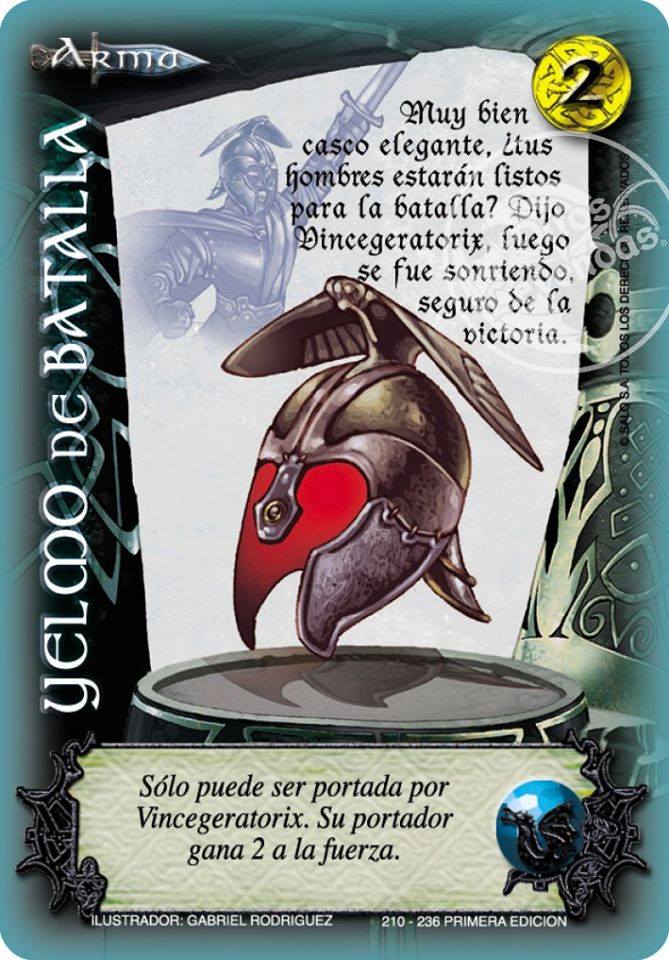 Arma
2
YELMO DE BATALLA
Muy bien
casco elegante, ¿tus
hombres estarán listos
para la batalla? Dijo
Vincegeratorix, luego
se fue sonriendo,
seguro de la
victoria.
© SALO S.A. TODOS LOS DERECHOS RESERVADOS
Sólo puede ser portada por
Vincegeratorix. Su portador
gana 2 a la fuerza.
ILUSTRADOR: GABRIEL RODRIGUEZ
210 - 236 PRIMERA EDICION